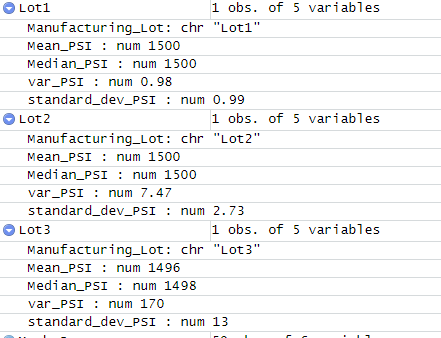 Lot1 1 obs. of 5 variables
Manufacturing_Lot: chr "Lot1"
Mean_PSI : num 1500
Median_PSI : num 1500
var_PSI : num 0.98
standard_dev_PSI : num 0.99
Lot2 1 obs. of 5 variables
Manufacturing_Lot: chr "Lot2"
Mean_PSI : num 1500
Median_PSI : num 1500
var_PSI : num 7.47
standard_dev_PSI : num 2.73
Lot3 1 obs. of 5 variables
Manufacturing_Lot: chr "Lot3"
Mean_PSI : num 1496
Median_PSI : num 1498
var_PSI : num 170
standard_dev_PSI : num 13